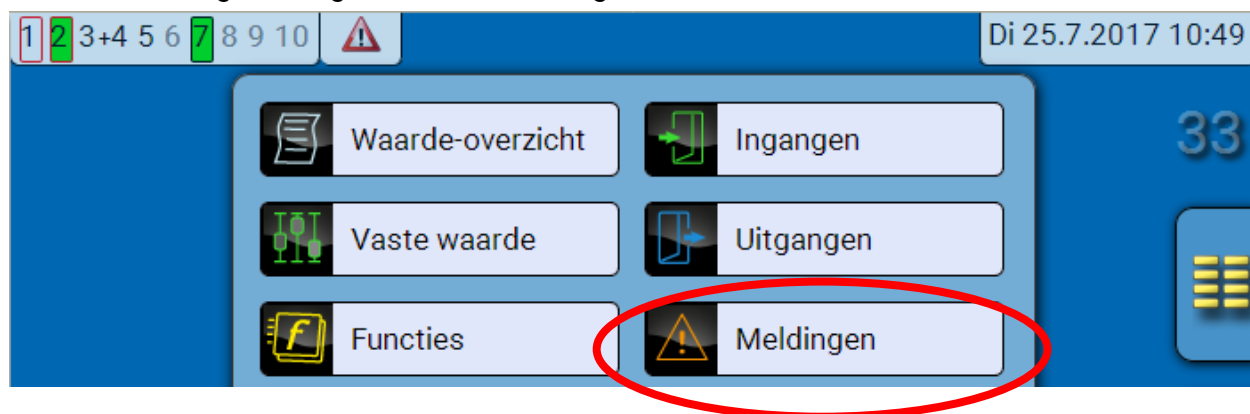 1 2 3+4 5 6 7 8 9 10
Di 25.7.2017 10:49
Waarde-overzicht
Ingangen
33
Vaste waarde
Uitgangen
Functies
Meldingen